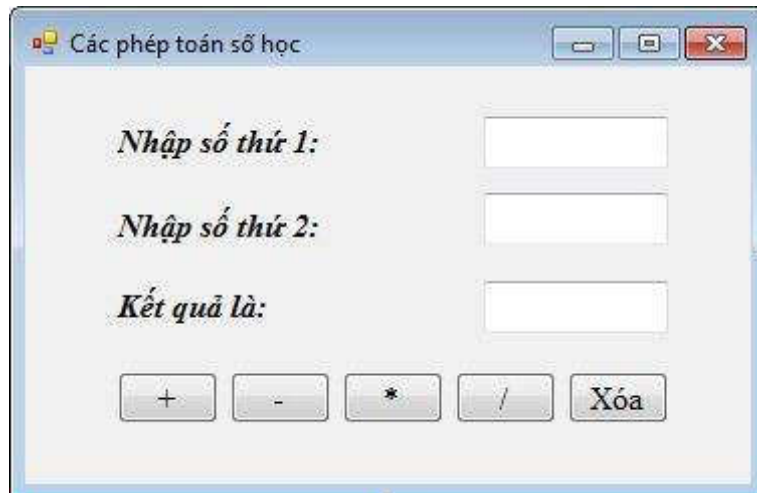 Các phép toán số học
Nhập số thứ 1:
Nhập số thứ 2:
Kết quả là:
+ - * / Xóa